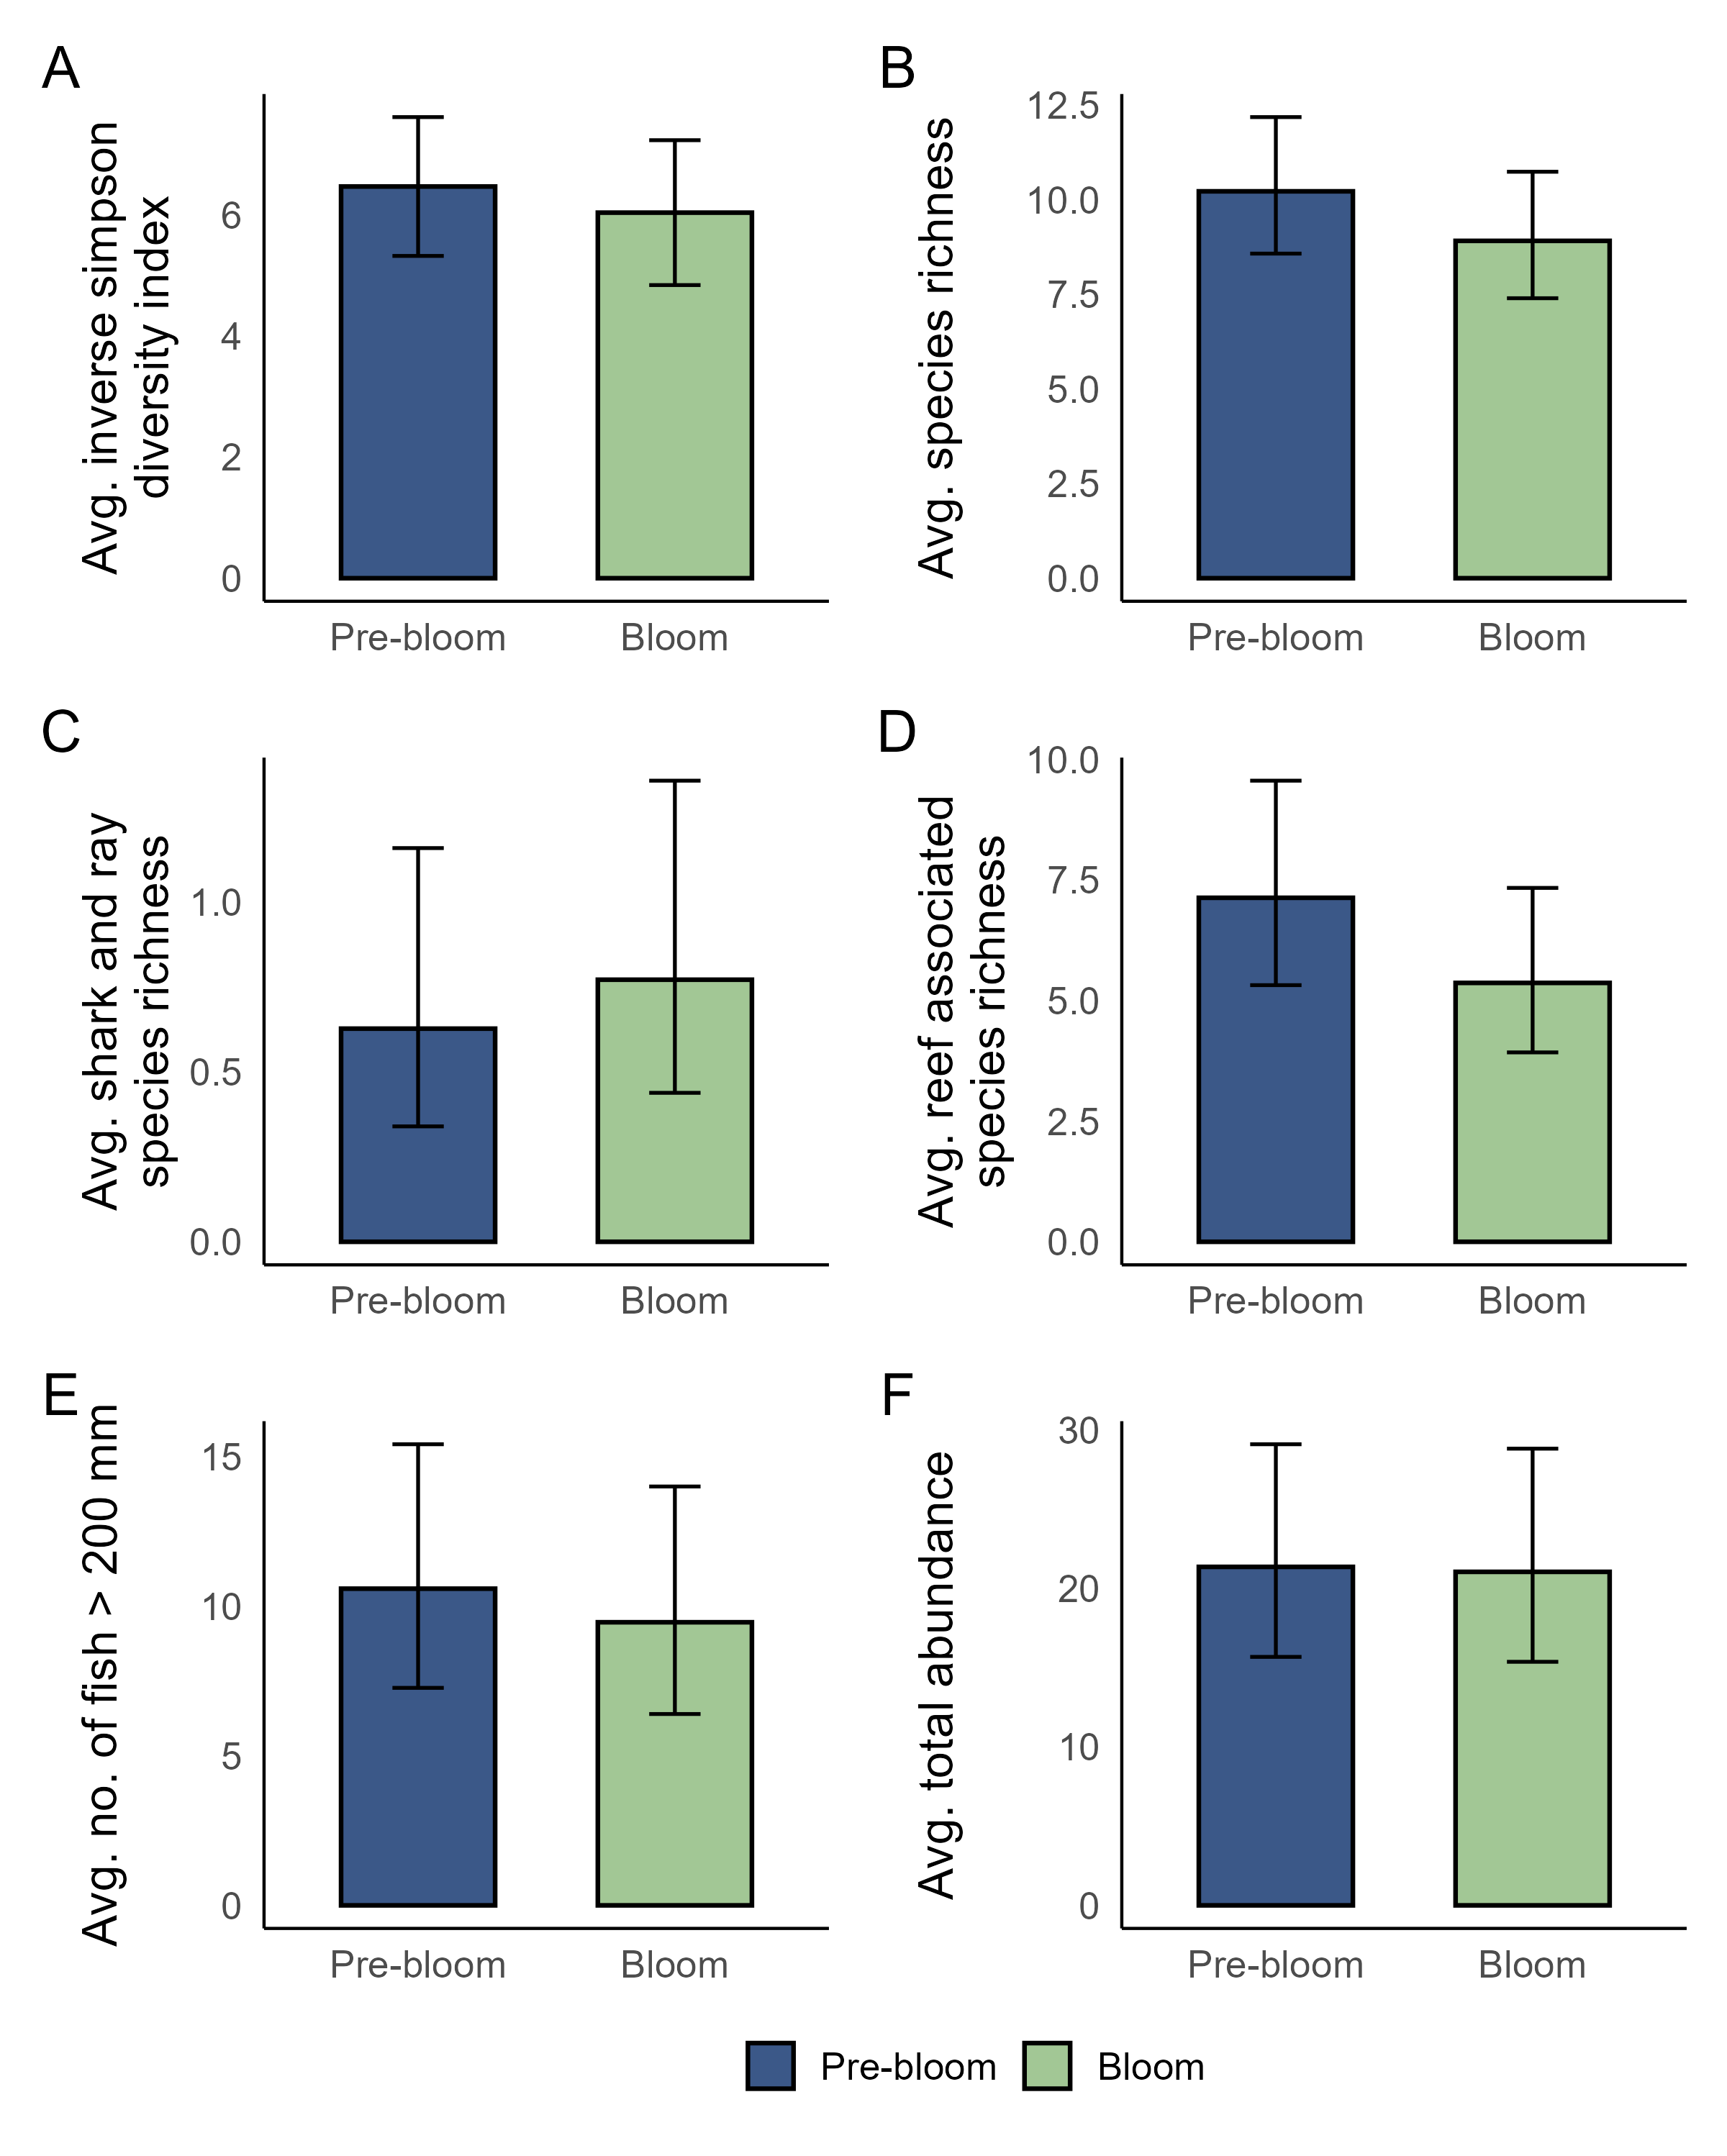 A
Avg. inverse simpson
diversity index
6
4
2
0
Pre-bloom
Bloom
B
Avg. species richness
12.5
10.0
7.5
5.0
2.5
0.0
Pre-bloom
Bloom
C
Avg. shark and ray
species richness
1.0
0.5
0.0
Pre-bloom
Bloom
D
Avg. reef associated
species richness
10.0
7.5
5.0
2.5
0.0
Pre-bloom
Bloom
E
Avg. no. of fish > 200 mm
15
10
5
0
Pre-bloom
Bloom
F
Avg. total abundance
30
20
10
0
Pre-bloom
Bloom
Pre-bloom
Bloom